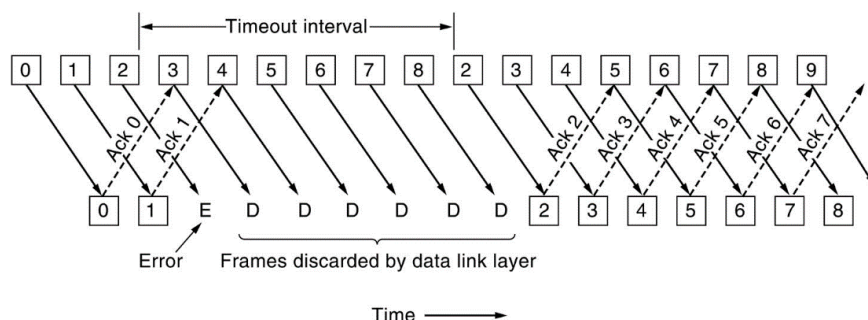 Timeout interval
0 1 2 3 4 5 6 7 8 2 3 4 5 6 7 8 9
Ack 0 Ack 1 Ack 2 Ack 3 Ack 4 Ack 5 Ack 6 Ack 7
0 1 E D D D D D D 2 3 4 5 6 7 8
Error Frames discarded by data link layer
Time